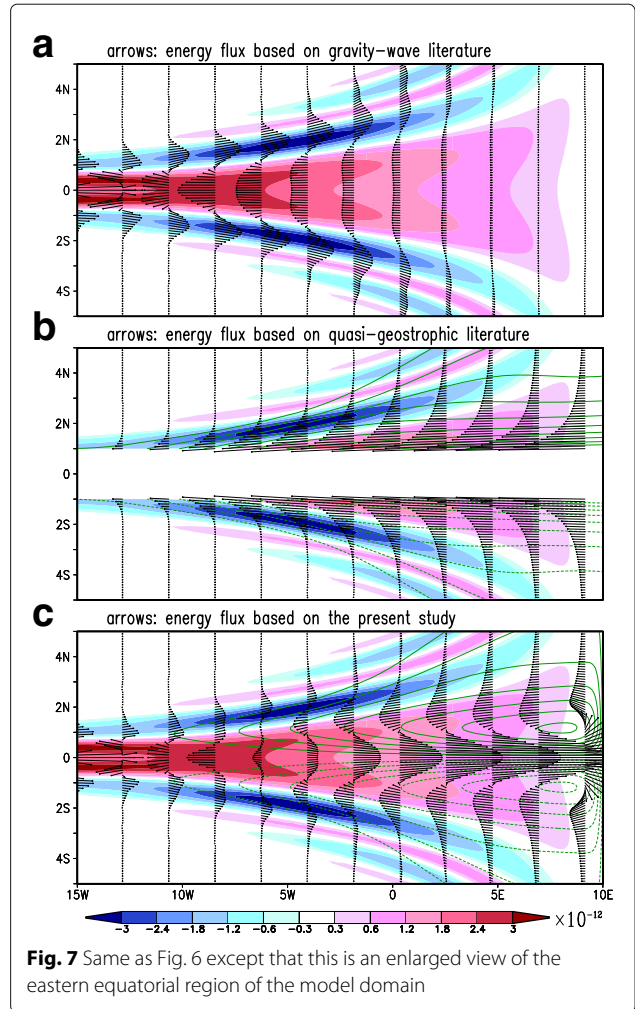 a
arrows: energy flux based on gravity-wave literature
4N
2N
0
2S
4S
b
arrows: energy flux based on quasi-geostrophic literature
4N
2N
0
2S
4S
c
arrows: energy flux based on the present study
4N
2N
0
2S
4S
15W 10W 5W 0 5E 10E
-3 -2.4 -1.8 -1.2 -0.6 -0.3 0.3 0.6 1.2 1.8 2.4 3 ×10⁻¹²
Fig. 7 Same as Fig. 6 except that this is an enlarged view of the
eastern equatorial region of the model domain